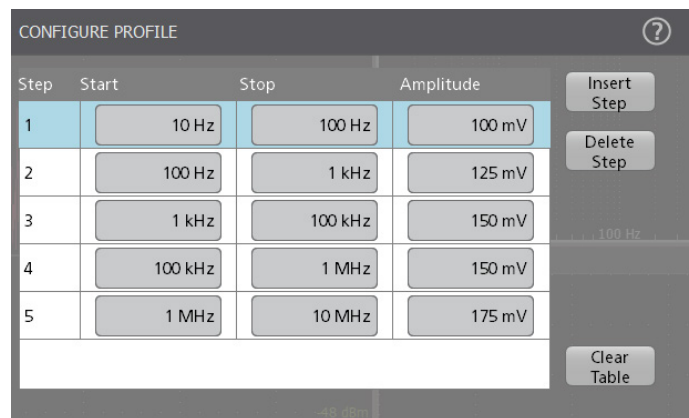 CONFIGURE PROFILE ?
Step Start Stop Amplitude
1 10 Hz 100 Hz 100 mV
2 100 Hz 1 kHz 125 mV
3 1 kHz 100 kHz 150 mV
4 100 kHz 1 MHz 150 mV
5 1 MHz 10 MHz 175 mV
Insert
Step
Delete
Step
100 Hz
Clear
Table
-48 dBm